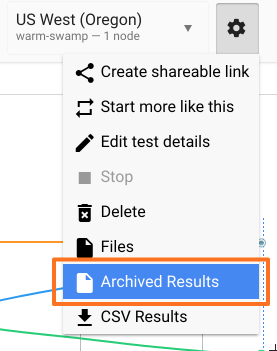 US West (Oregon)
warm-swamp — 1 node
Create shareable link
Start more like this
Edit test details
Stop
Delete
Files
Archived Results
CSV Results